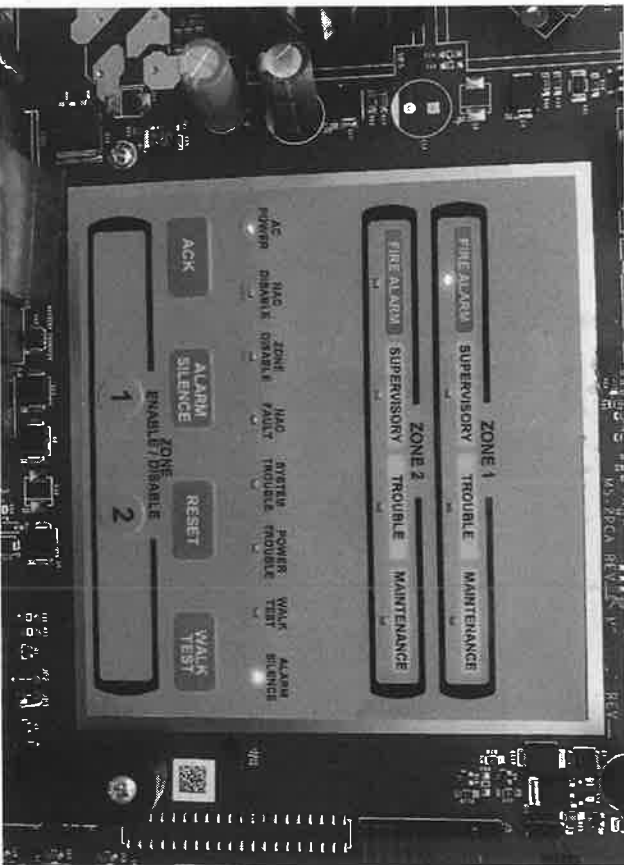 ZONE 1
FIRE ALARM SUPERVISORY TROUBLE MAINTENANCE
ZONE 2
FIRE ALARM SUPERVISORY TROUBLE MAINTENANCE
AC POWER
NAC DISABLE
ZONE DISABLE
NAC FAULT
SYSTEM TROUBLE
POWER TROUBLE
WALK TEST
ALARM SILENCE
ACK
ALARM SILENCE
RESET
WALK TEST
ZONE
ENABLE / DISABLE
1 2